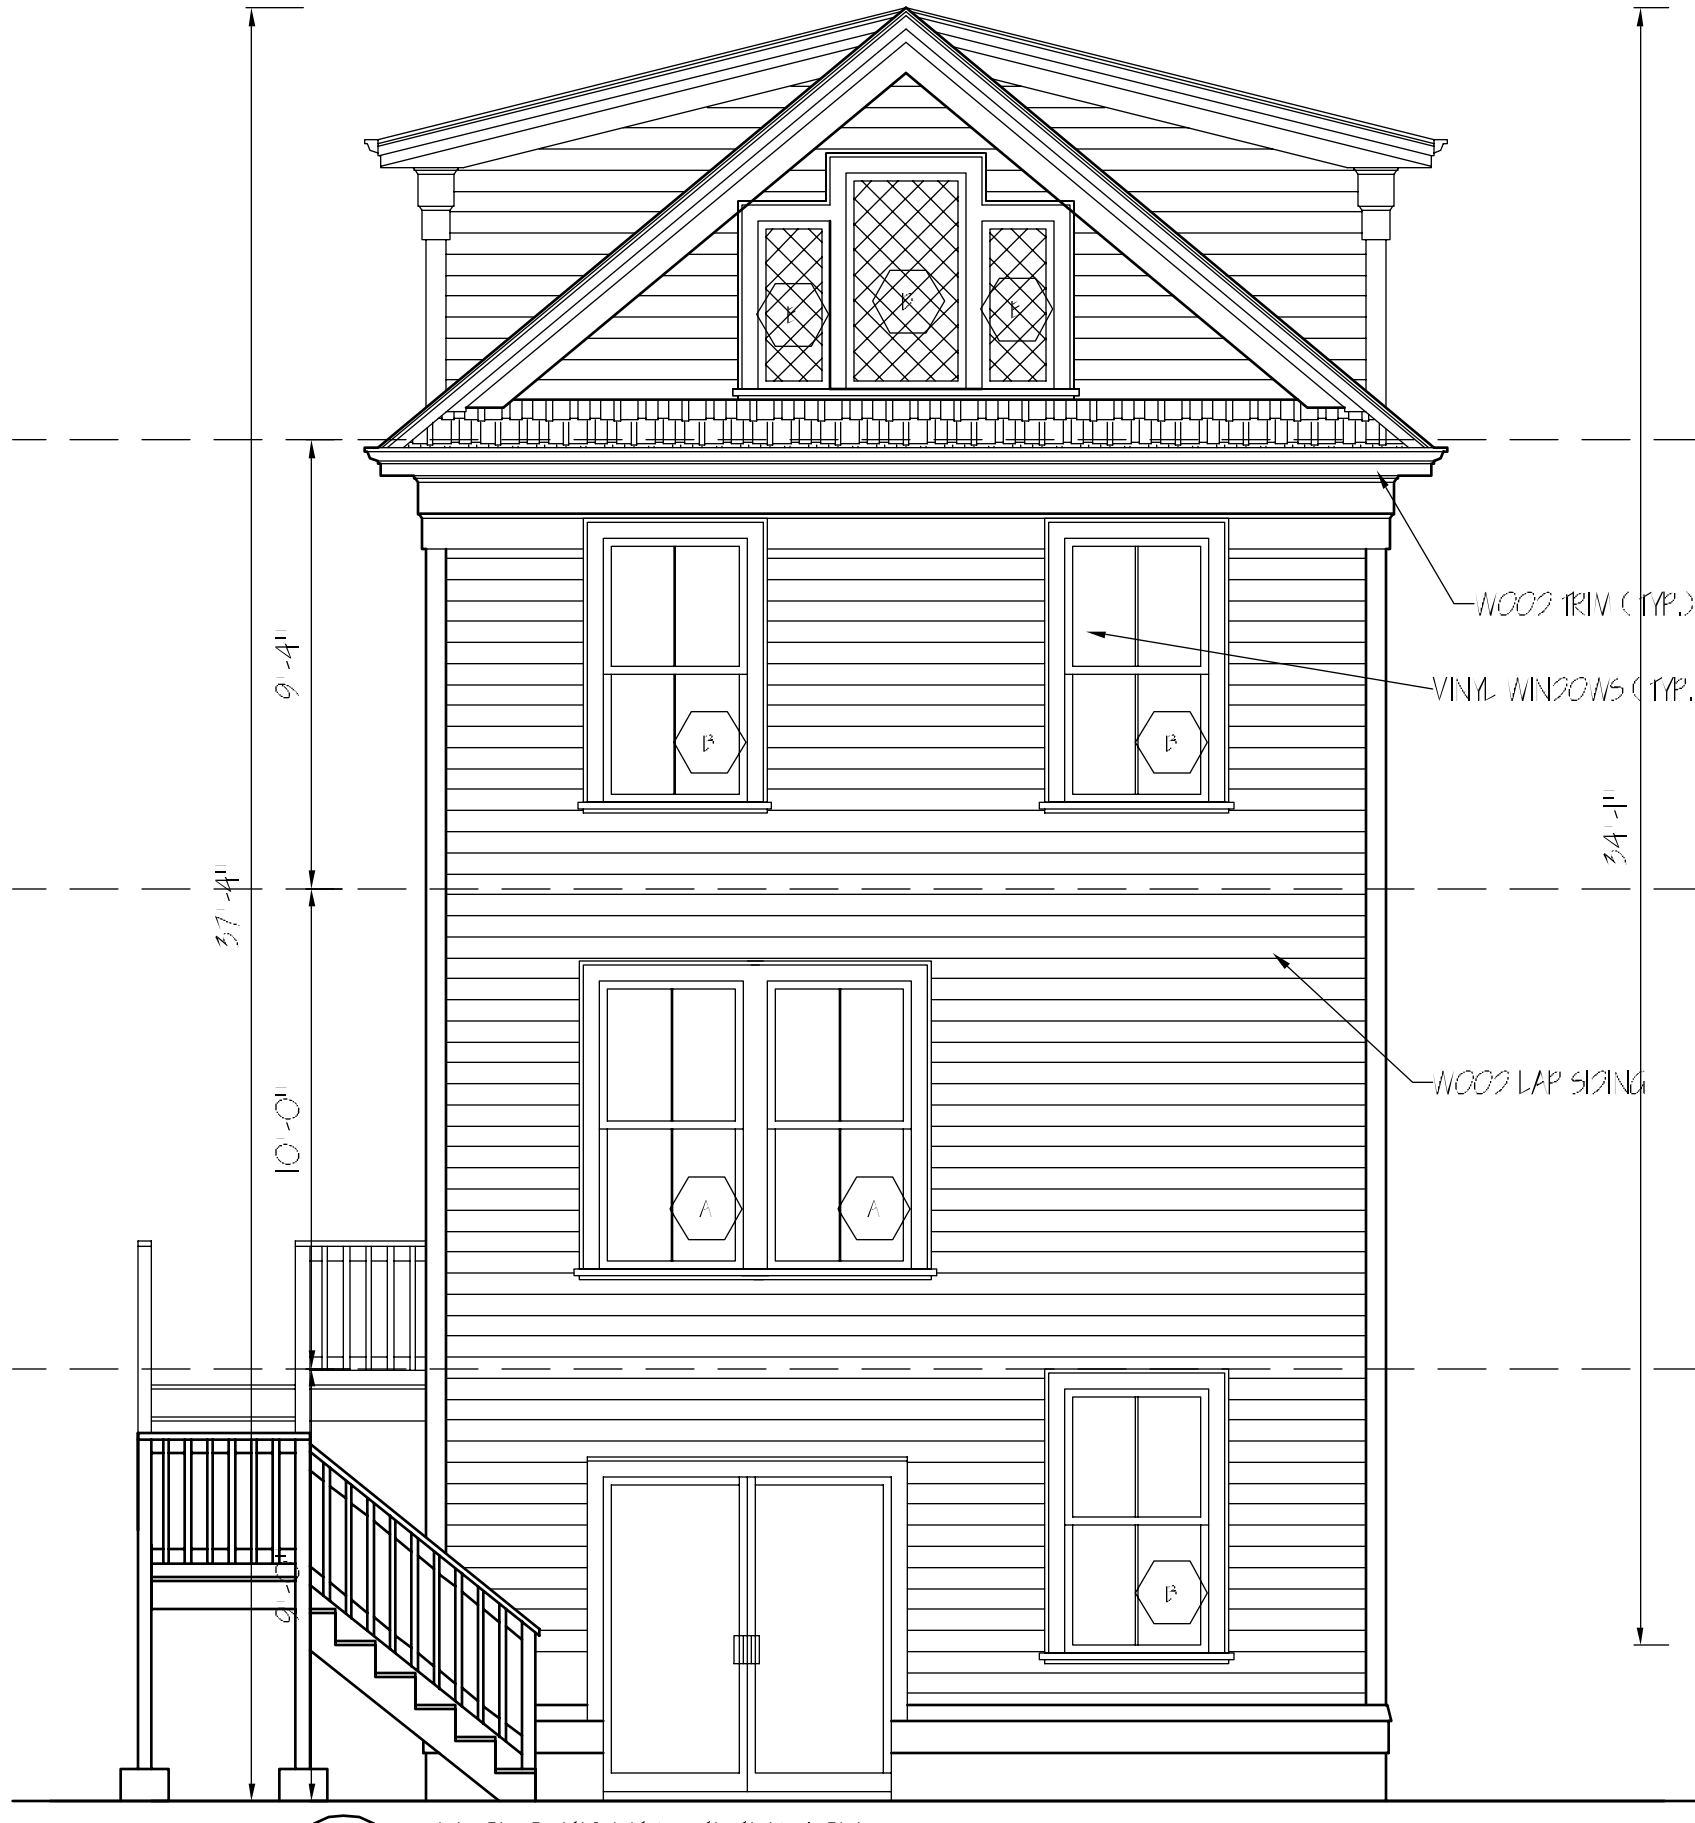 F
D
F
WOOD TRIM (TYP.)
9'-4"
VINYL WINDOWS (TYP.
B
B
34'-1"
37'-4"
WOOD LAP SIDING
10'-0"
A
A
9'-0"
B